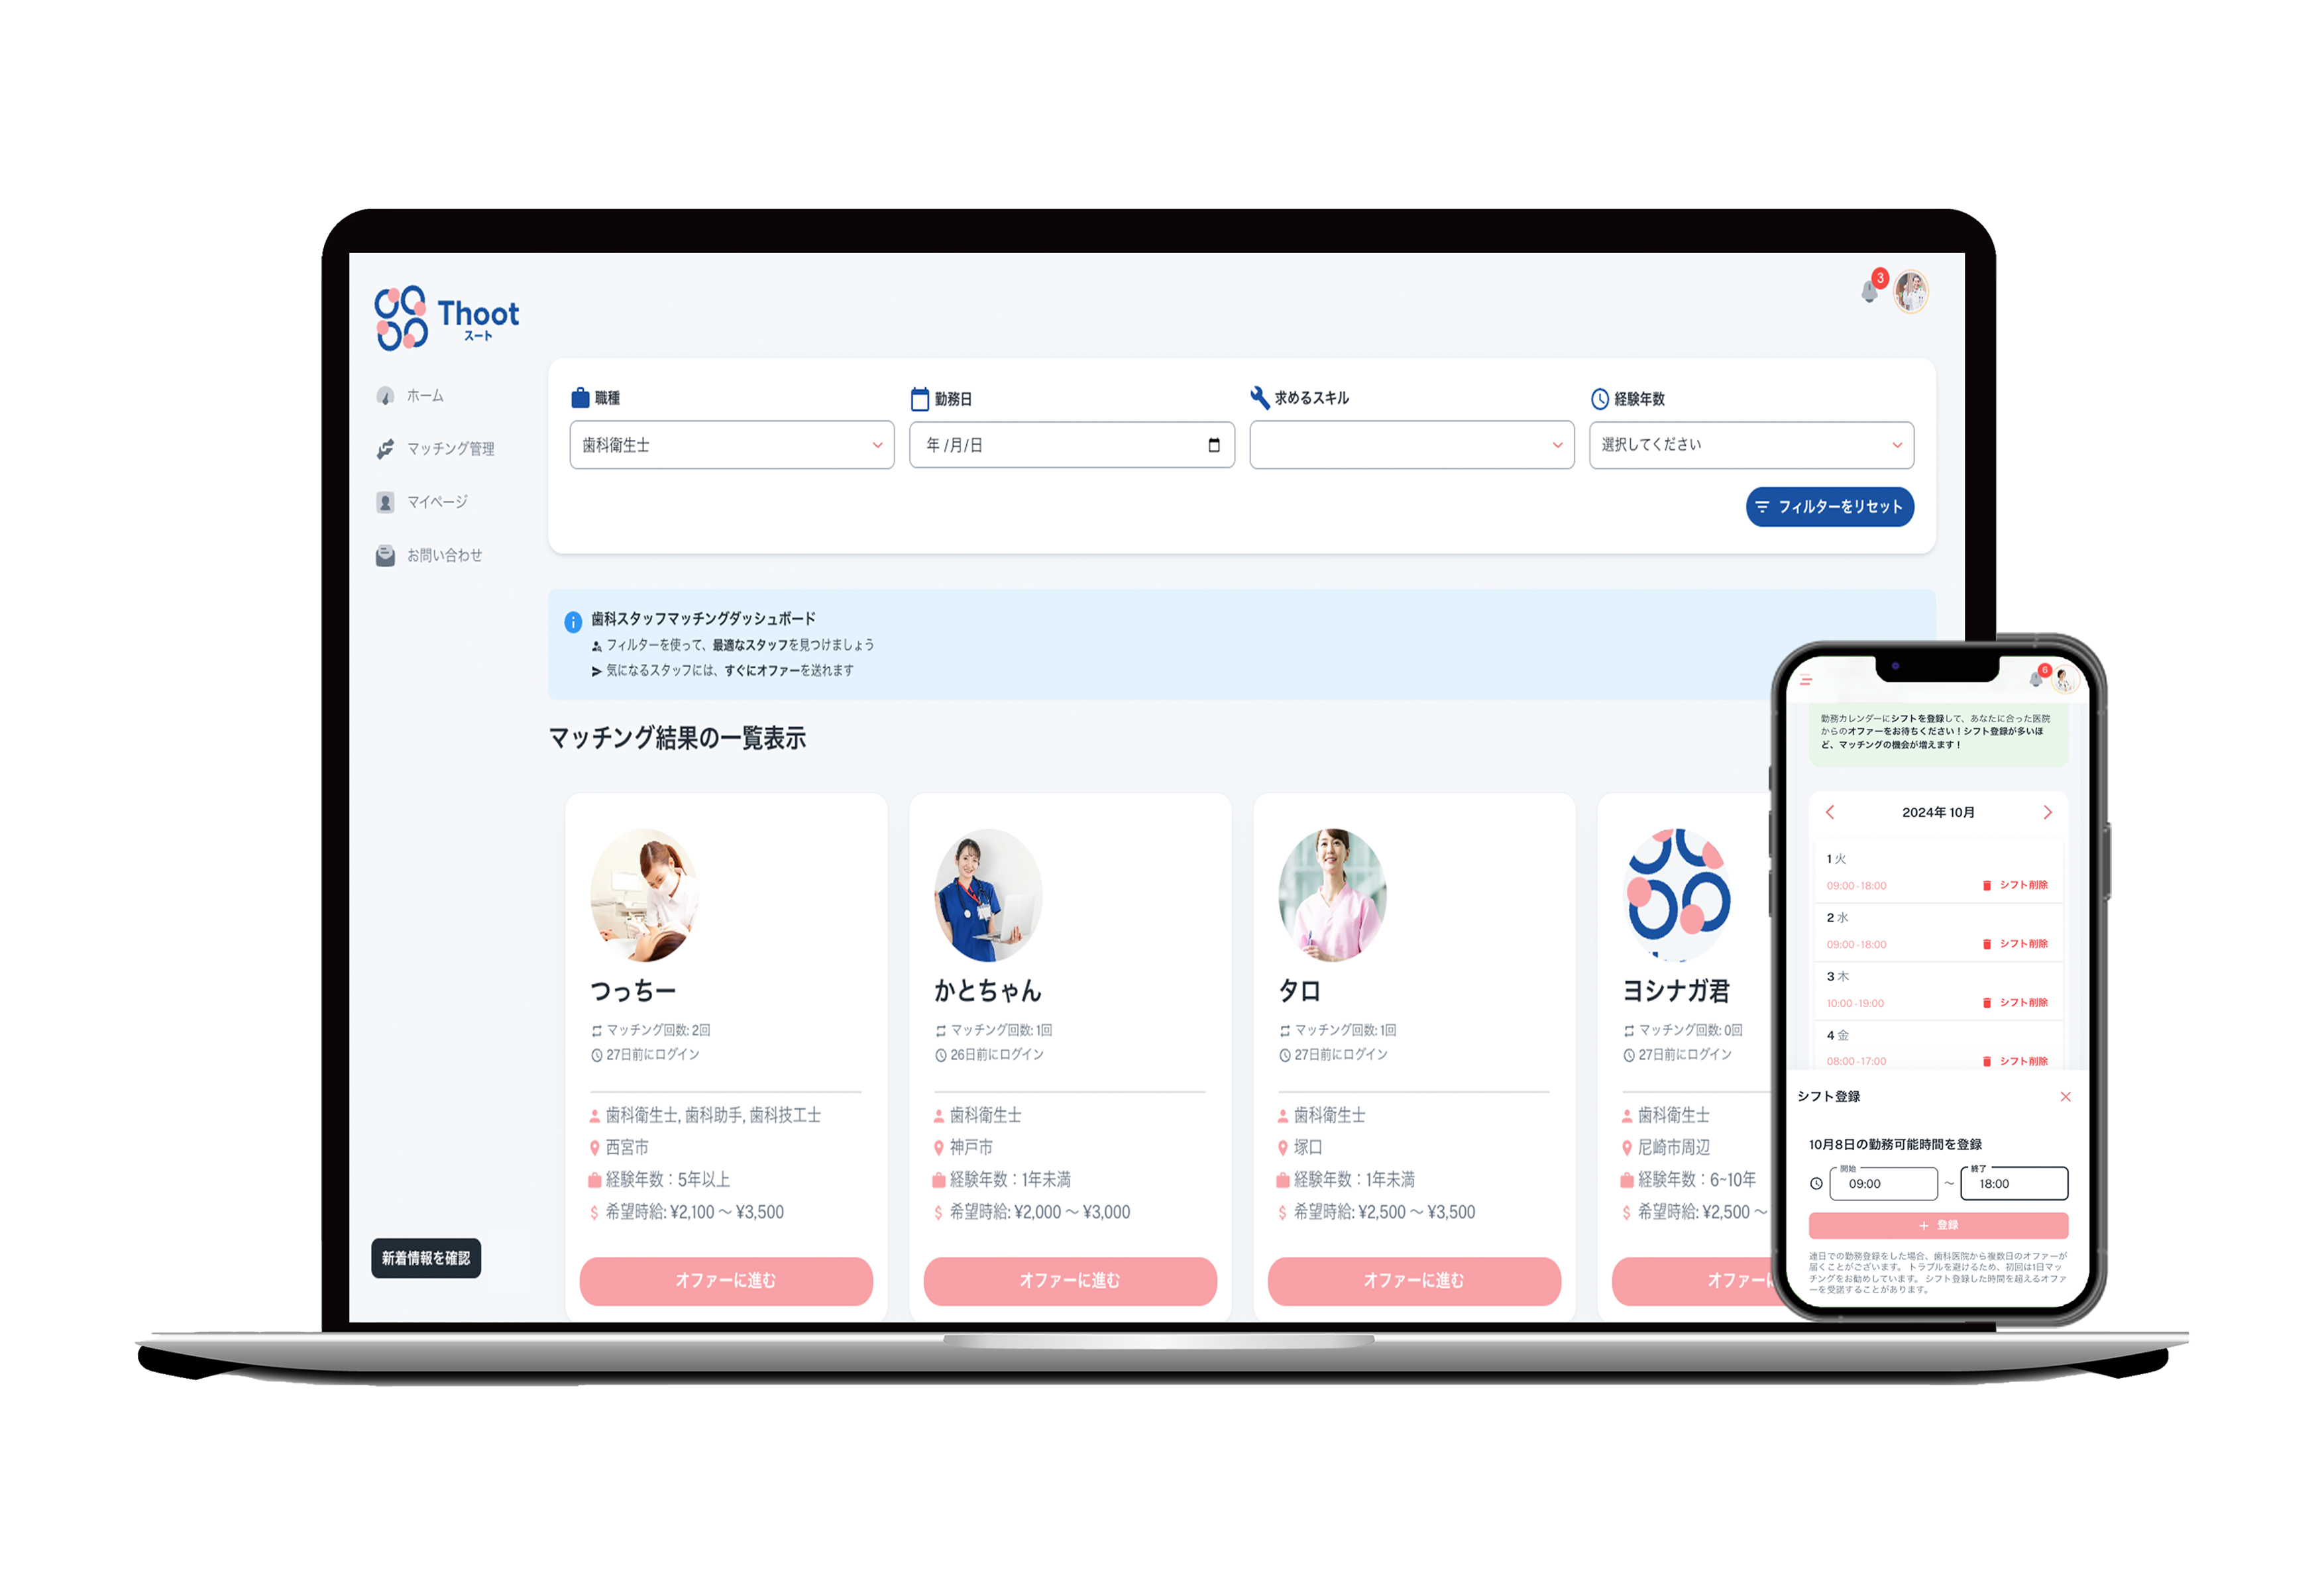 Thoot
スート
3
ホーム
マッチング管理
マイページ
お問い合わせ
新着情報を確認
職種
歯科衛生士
勤務日
年 /月/日
求めるスキル
経験年数
選択してください
フィルターをリセット
歯科スタッフマッチングダッシュボード
フィルターを使って、最適なスタッフを見つけましょう
気になるスタッフには、すぐにオファーを送れます
マッチング結果の一覧表示
つっちー
マッチング回数: 2回
27日前にログイン
歯科衛生士, 歯科助手, 歯科技工士
西宮市
経験年数：5年以上
希望時給: ¥2,100 〜 ¥3,500
オファーに進む
かとちゃん
マッチング回数: 1回
26日前にログイン
歯科衛生士
神戸市
経験年数：1年未満
希望時給: ¥2,000 〜 ¥3,000
オファーに進む
タロ
マッチング回数: 1回
27日前にログイン
歯科衛生士
塚口
経験年数：1年未満
希望時給: ¥2,500 〜 ¥3,500
オファーに進む
ヨシナガ君
マッチング回数: 0回
27日前にログイン
歯科衛生士
尼崎市周辺
経験年数：6~10年
希望時給: ¥2,500 〜
オファーに
6
勤務カレンダーにシフトを登録して、あなたに合った医院
からのオファーをお待ちください！シフト登録が多いほ
ど、マッチングの機会が増えます！
2024年 10月
1 火
09:00 - 18:00 シフト削除
2 水
09:00 - 18:00 シフト削除
3 木
10:00 - 19:00 シフト削除
4 金
08:00 - 17:00 シフト削除
シフト登録
10月8日の勤務可能時間を登録
開始 終了
09:00 〜 18:00
＋ 登録
連日での勤務登録をした場合、歯科医院から複数日のオファーが
届くことがございます。 トラブルを避けるため、初回は1日マッ
チングをお勧めしています。 シフト登録した時間を超えるオファ
ーを受諾することがあります。